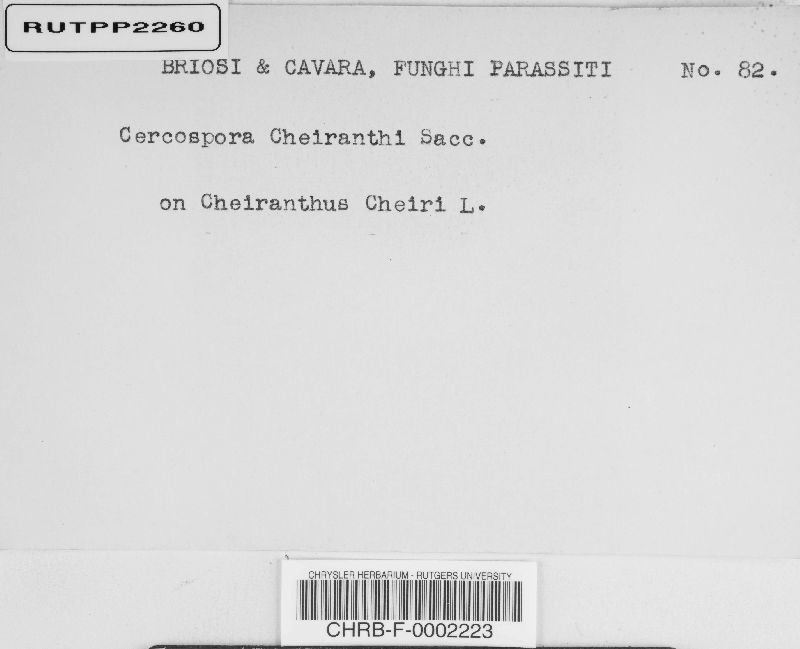 RUTPP2260
BRIOSI & CAVARA, FUNGHI PARASSITI No. 82.
Cercospora Cheiranthi Sacc.
on Cheiranthus Cheiri L.
CHRYSLER HERBARIUM - RUTGERS UNIVERSITY
CHRB-F-0002223